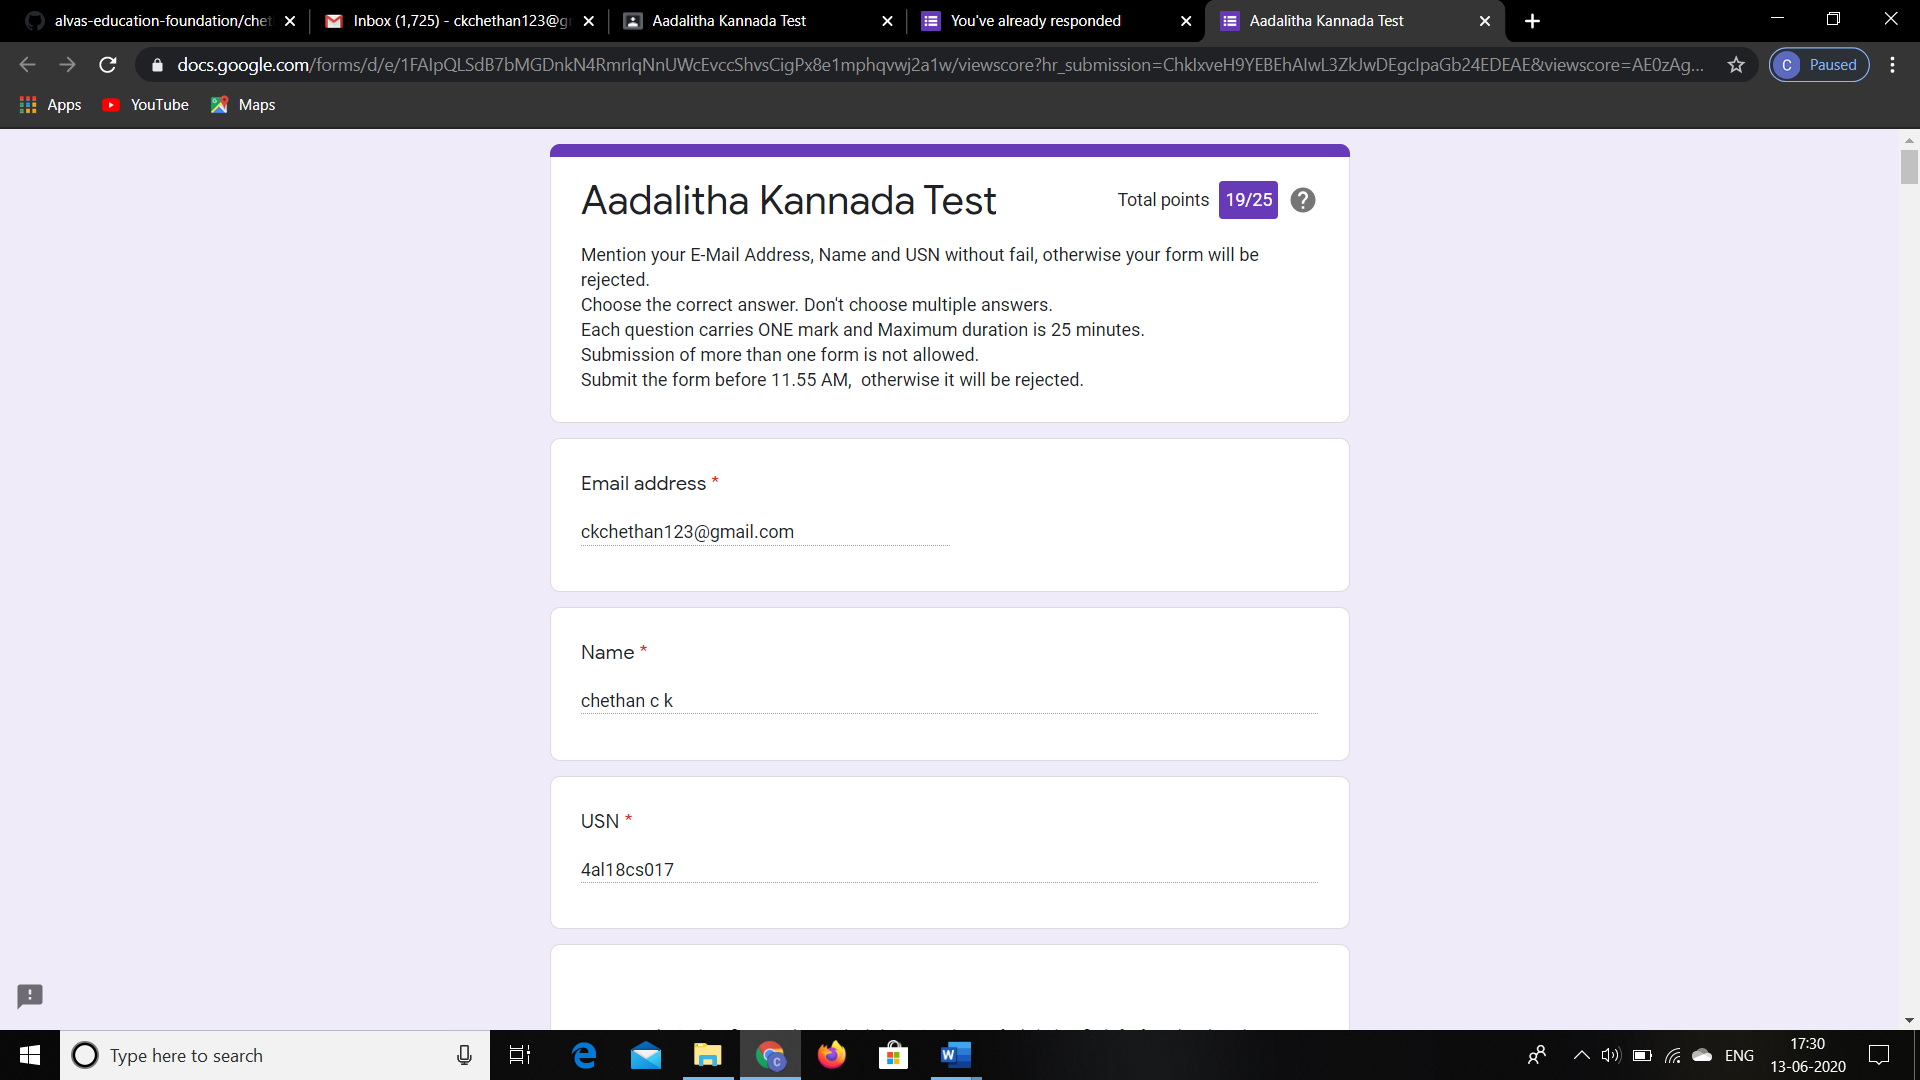 alvas-education-foundation/chet
Inbox (1,725) - ckchethan123@gr
Aadalitha Kannada Test
You've already responded
Aadalitha Kannada Test
docs.google.com/forms/d/e/1FAIpQLSdB7bMGDnkN4RmrIqNnUWcEvccShvsCigPx8e1mphqvwj2a1w/viewscore?hr_submission=ChkIxveH9YEBEhAIwL3ZkJwDEgcIpaGb24EDEAE&viewscore=AE0zAg...
C Paused
Apps
YouTube
Maps
Aadalitha Kannada Test
Total points 19/25
Mention your E-Mail Address, Name and USN without fail, otherwise your form will be
rejected.
Choose the correct answer. Don't choose multiple answers.
Each question carries ONE mark and Maximum duration is 25 minutes.
Submission of more than one form is not allowed.
Submit the form before 11.55 AM,  otherwise it will be rejected.
Email address *
ckchethan123@gmail.com
Name *
chethan c k
USN *
4al18cs017
Type here to search
ENG
17:30
13-06-2020